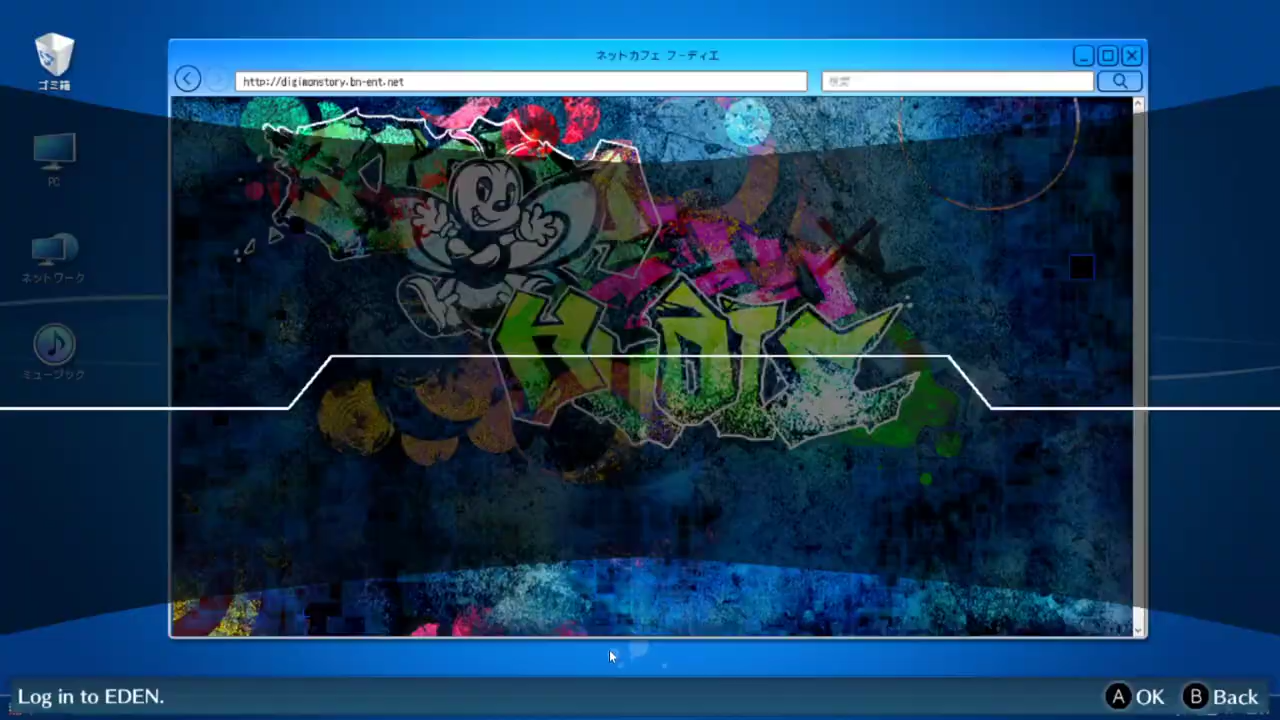 ゴミ箱
ネットカフェ フーディエ
http://digimonstory.bn-ent.net
検索
PC
ネットワーク
ミュージック
Log in to EDEN.
A OK B Back